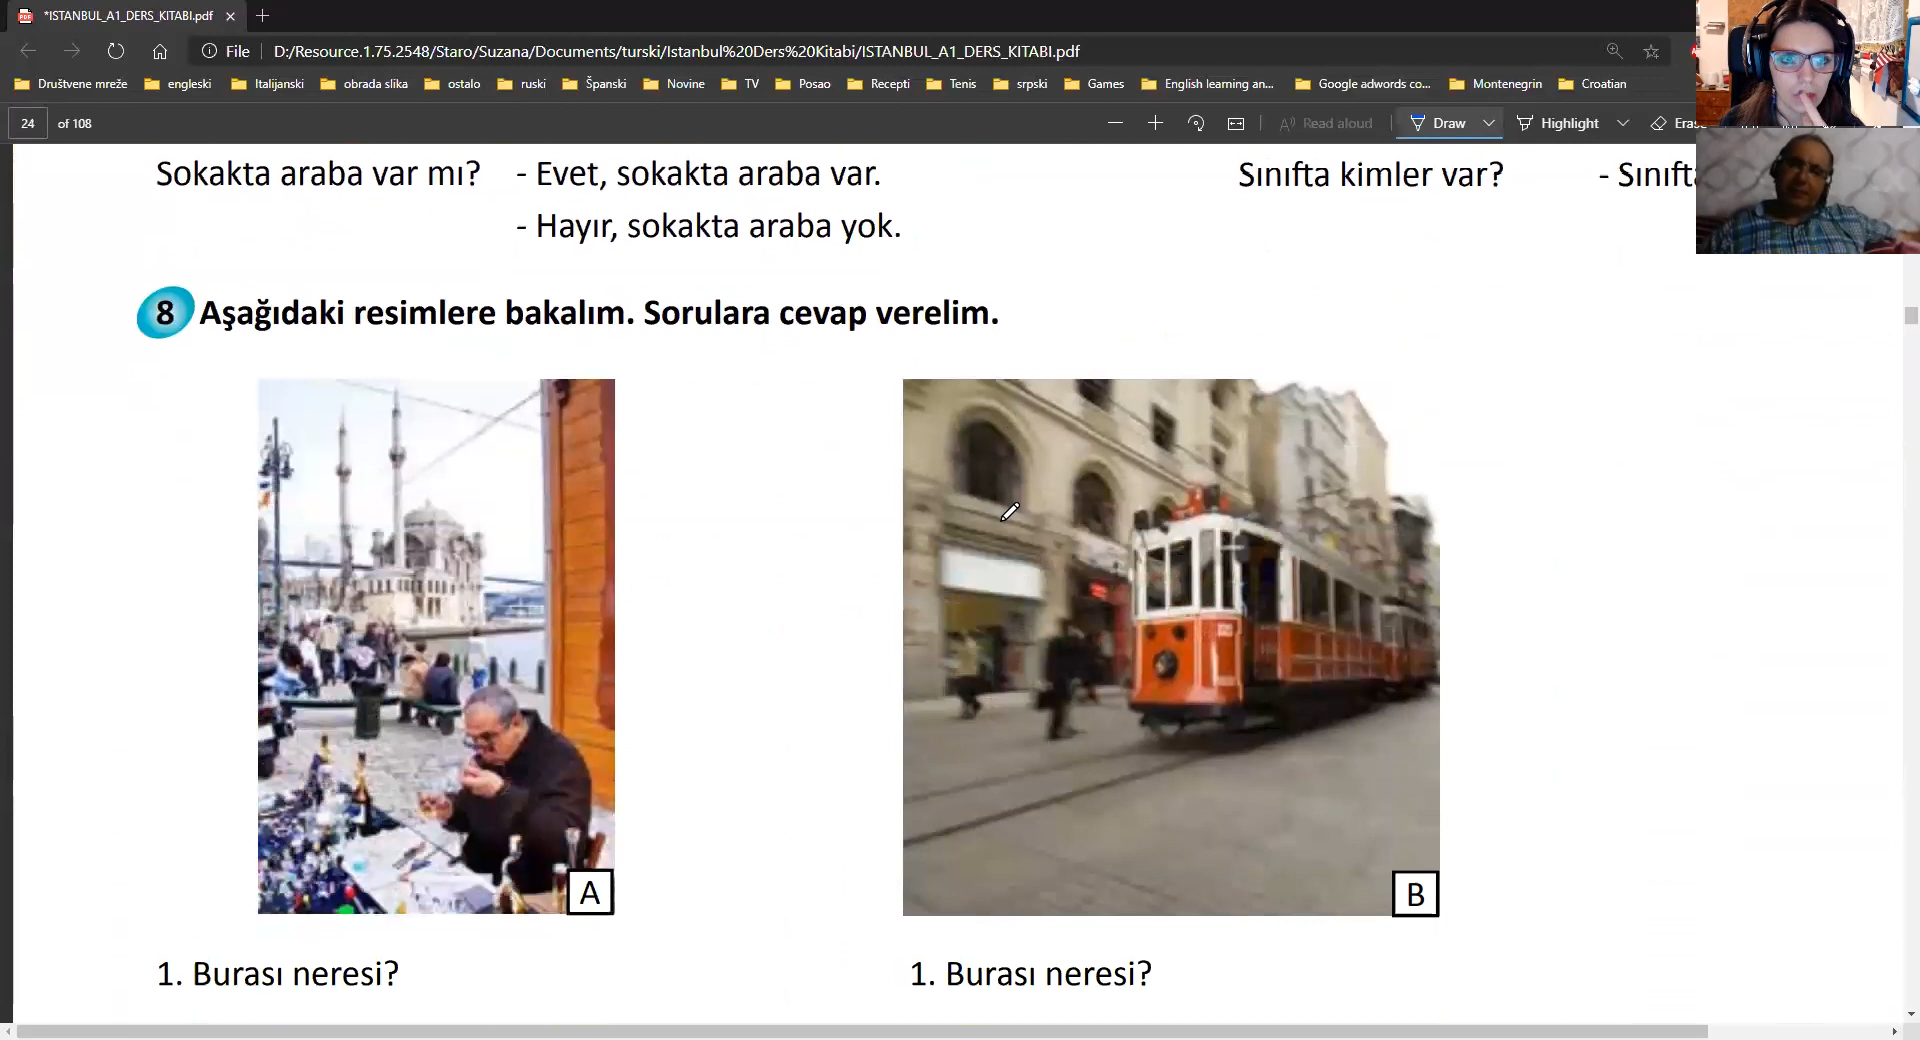 *ISTANBUL_A1_DERS_KITABI.pdf
File D:/Resource.1.75.2548/Staro/Suzana/Documents/turski/Istanbul%20Ders%20Kitabi/ISTANBUL_A1_DERS_KITABI.pdf
Društvene mreže engleski Italijanski obrada slika ostalo ruski Španski Novine TV Posao Recepti Tenis srpski Games English learning an... Google adwords co... Montenegrin Croatian
24 of 108 Read aloud Draw Highlight Eras
Sokakta araba var mı? - Evet, sokakta araba var. Sınıfta kimler var? - Sınıfta
- Hayır, sokakta araba yok.
8 Aşağıdaki resimlere bakalım. Sorulara cevap verelim.
A B
1. Burası neresi? 1. Burası neresi?